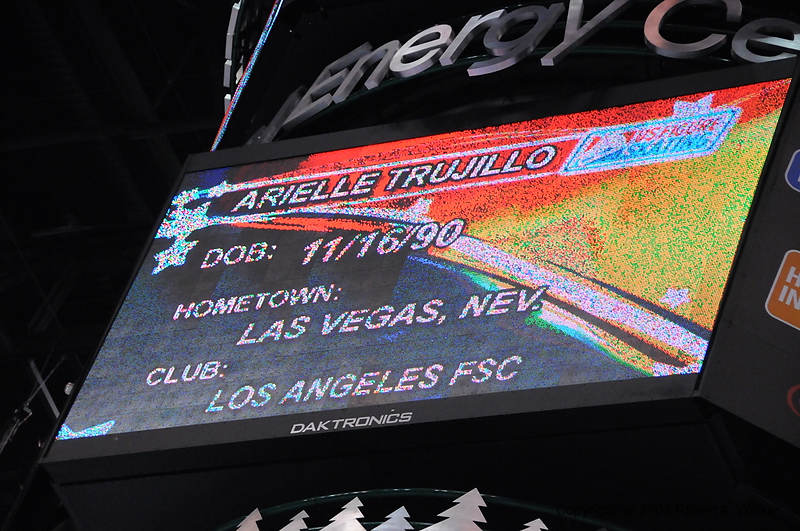 Energy Ce
ARIELLE TRUJILLO
US FIGURE
SKATING
DOB: 11/16/90
HOMETOWN:
LAS VEGAS, NEV.
CLUB:
LOS ANGELES FSC
DAKTRONICS
H
IN